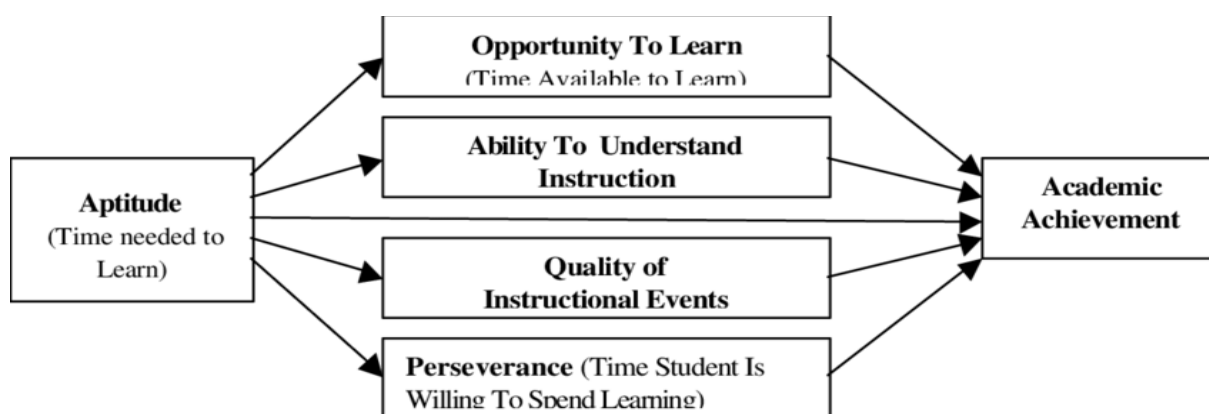 Opportunity To Learn
(Time Available to Learn)
Ability To Understand
Instruction
Aptitude
(Time needed to
Learn)
Academic
Achievement
Quality of
Instructional Events
Perseverance (Time Student Is
Willing To Spend Learning)